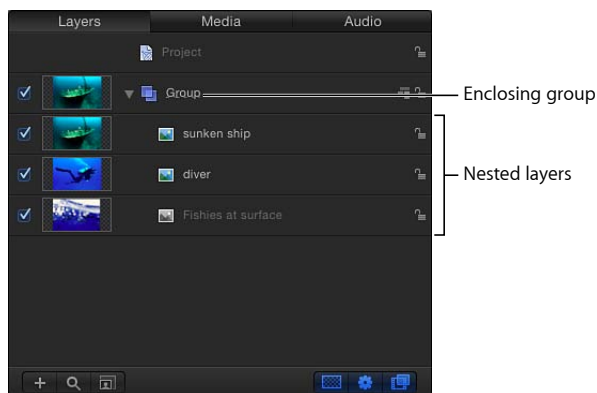 Layers Media Audio
Project
Group
Enclosing group
sunken ship
diver
Nested layers
Fishies at surface